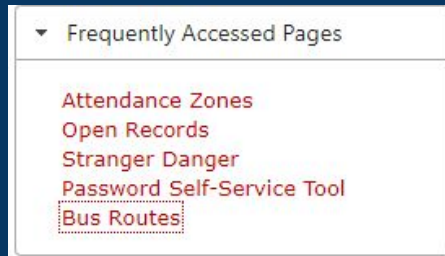 Frequently Accessed Pages
Attendance Zones
Open Records
Stranger Danger
Password Self-Service Tool
Bus Routes